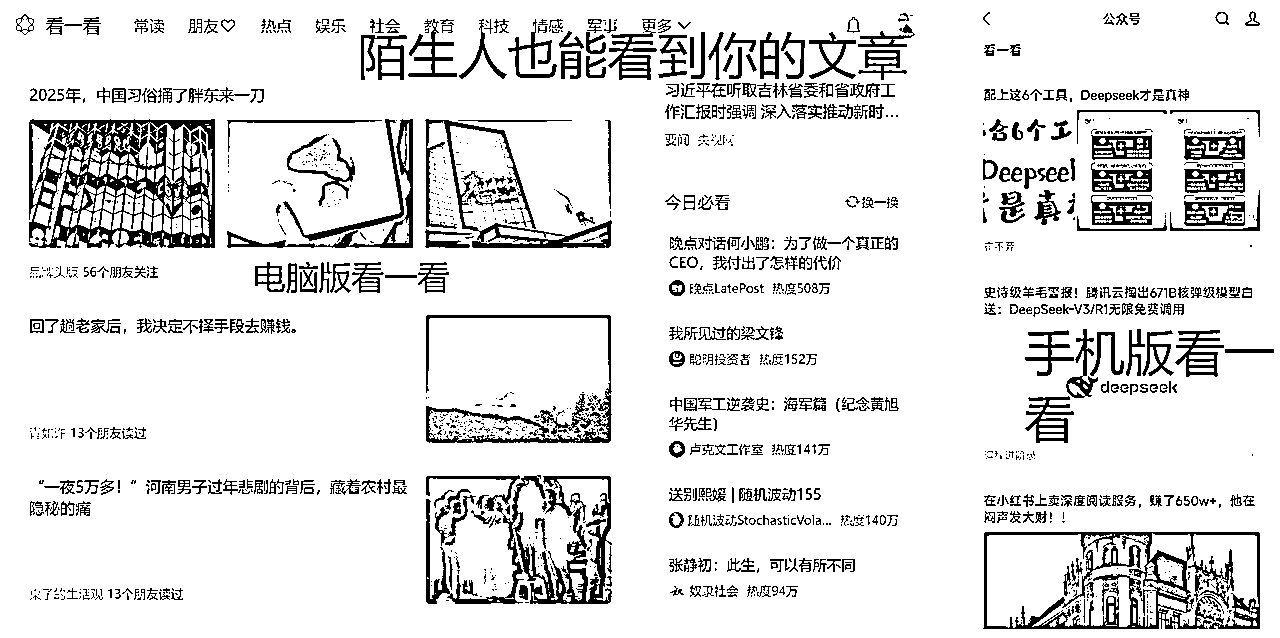 看一看 常读 朋友♡ 热点 娱乐 社会 教育 科技 情感 军事 更多
陌生人也能看到你的文章
2025年，中国习俗捅了胖东来一刀
56个朋友关注
电脑版看一看
回了趟老家后，我决定不择手段去赚钱。
13个朋友读过
“一夜5万多！“河南男子过年悲剧的背后，藏着农村最
隐秘的痛
13个朋友读过
习近平在听取吉林省委和省政府工
作汇报时强调 深入落实推动新时...
要闻 央视网
今日必看 换一换
晚点对话何小鹏：为了做一个真正的
CEO，我付出了怎样的代价
晚点LatePost 热度508万
我所见过的梁文锋
聪明投资者 热度152万
中国军工逆袭史：海军篇（纪念黄旭
华先生）
卢克文工作室 热度141万
送别熙媛 | 随机波动155
随机波动StochasticVola... 热度140万
张静初：此生，可以有所不同
奴隶社会 热度94万
公众号
看一看
配上这6个工具，Deepseek才是真神
合6个工
Deepseek
是真
史诗级羊毛警报！腾讯云掏出671B核弹级模型白
送：DeepSeek-V3/R1无限免费调用
手机版看一
看
deepseek
在小红书上卖深度阅读服务，赚了650w+，他在
闷声发大财！！